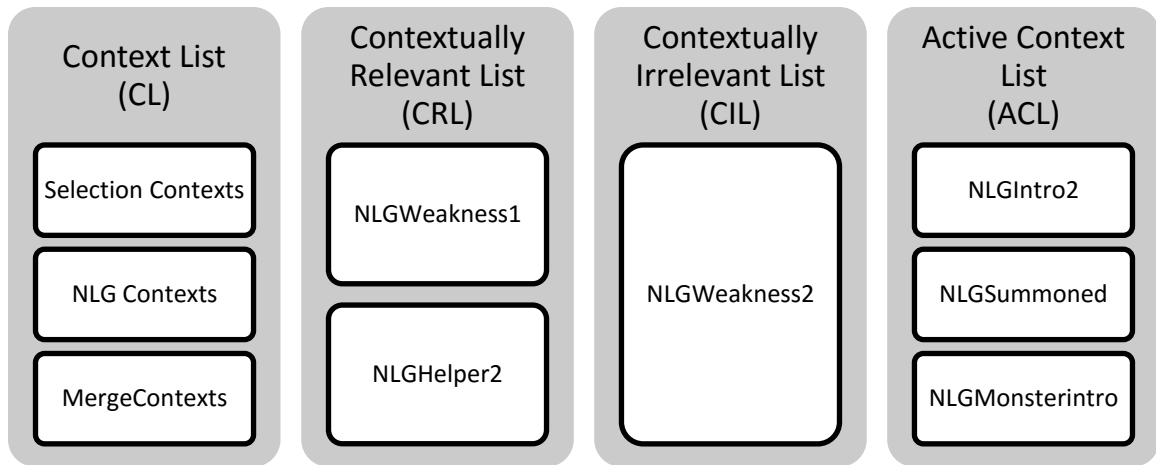 Context List
(CL)
Selection Contexts
NLG Contexts
MergeContexts
Contextually
Relevant List
(CRL)
NLGWeakness1
NLGHelper2
Contextually
Irrelevant List
(CIL)
NLGWeakness2
Active Context
List
(ACL)
NLGIntro2
NLGSummoned
NLGMonsterintro